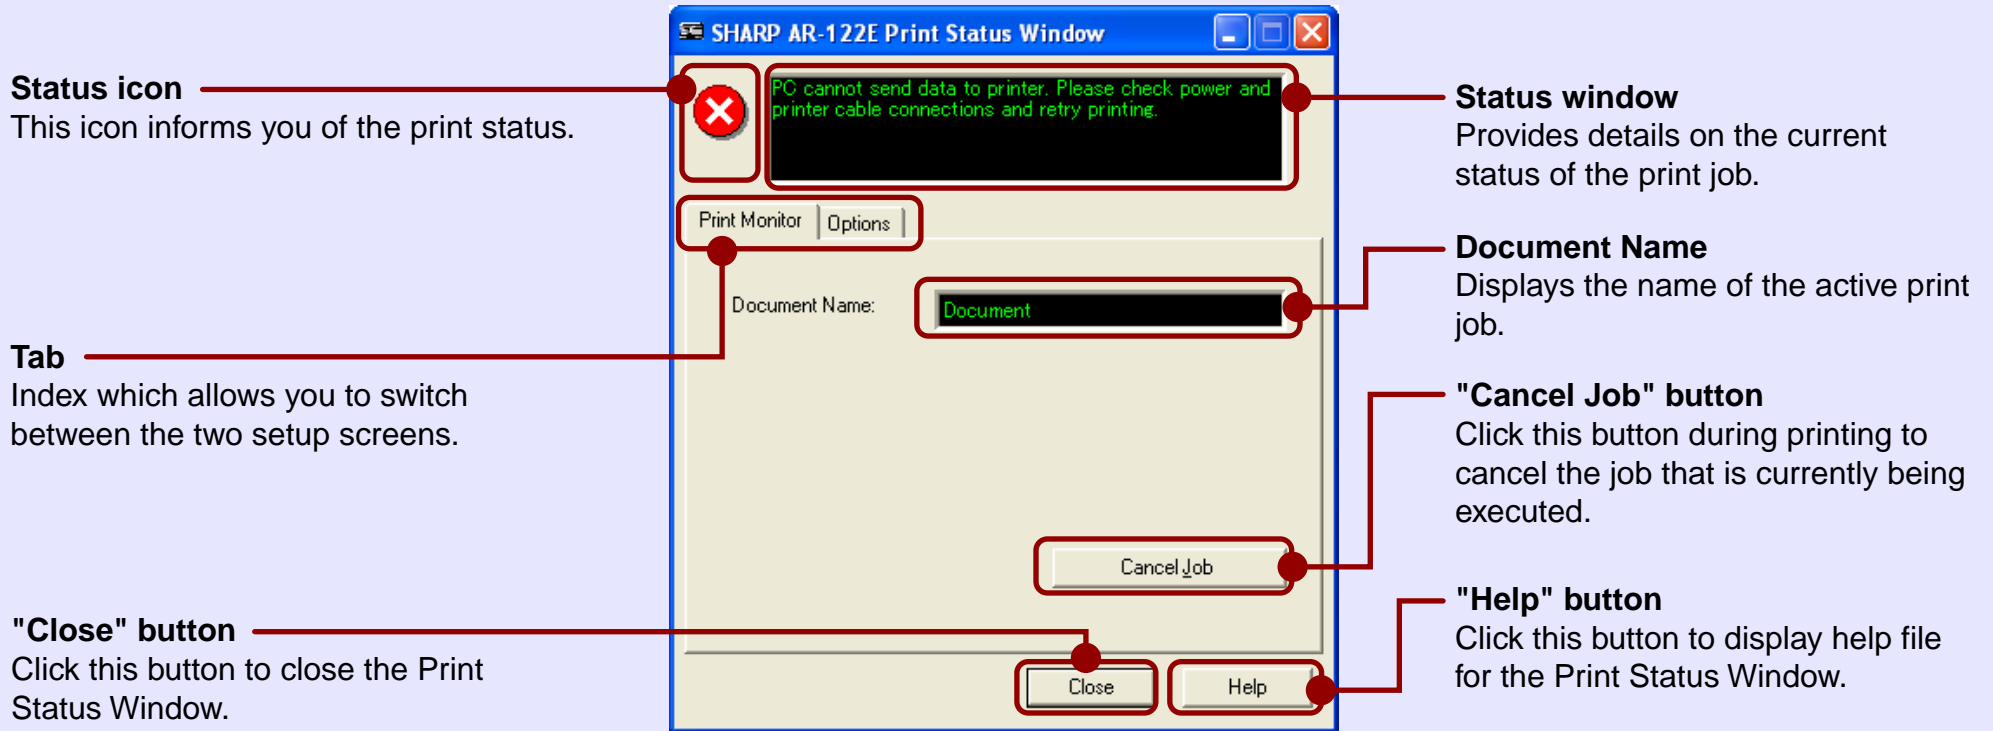 SHARP AR-122E Print Status Window
Status icon
This icon informs you of the print status.
PC cannot send data to printer. Please check power and
printer cable connections and retry printing.
Status window
Provides details on the current
status of the print job.
Print Monitor
Options
Document Name
Displays the name of the active print
job.
Document Name:
Document
Tab
Index which allows you to switch
between the two setup screens.
"Cancel Job" button
Click this button during printing to
cancel the job that is currently being
executed.
Cancel Job
"Close" button
Click this button to close the Print
Status Window.
"Help" button
Click this button to display help file
for the Print Status Window.
Close
Help